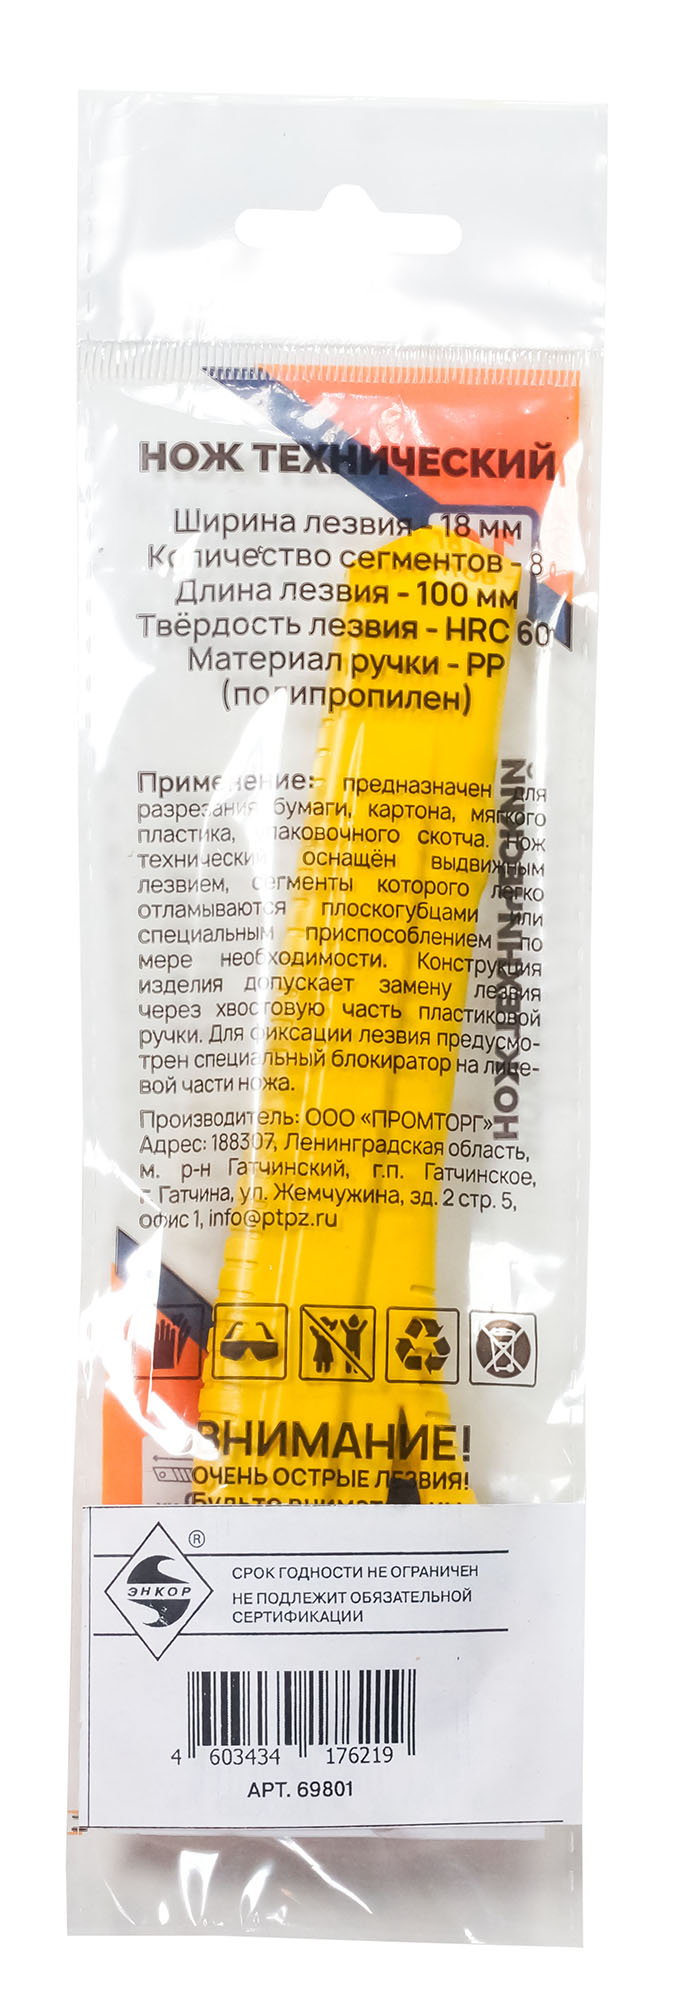 НОЖ ТЕХНИЧЕСКИЙ
Ширина лезвия - 18 мм
Количество сегментов - 8
Длина лезвия - 100 мм
Твёрдость лезвия - HRC 60
Материал ручки - PP
(полипропилен)
Применение: предназначен для
разрезания бумаги, картона, мягкого
пластика, упаковочного скотча. Нож
технический оснащён выдвижным
лезвием, сегменты которого легко
отламываются плоскогубцами или
специальным приспособлением по
мере необходимости. Конструкция
изделия допускает замену лезвия
через хвостовую часть пластиковой
ручки. Для фиксации лезвия предусмо-
трен специальный блокиратор на лице-
вой части ножа.
Производитель: ООО «ПРОМТОРГ»
Адрес: 188307, Ленинградская область,
м. р-н Гатчинский, г.п. Гатчинское,
г. Гатчина, ул. Жемчужина, зд. 2 стр. 5,
офис 1, info@ptpz.ru
НОЖ ТЕХНИЧЕСКИЙ
ВНИМАНИЕ!
ОЧЕНЬ ОСТРЫЕ ЛЕЗВИЯ!
ЭНКОР
®
СРОК ГОДНОСТИ НЕ ОГРАНИЧЕН
НЕ ПОДЛЕЖИТ ОБЯЗАТЕЛЬНОЙ
СЕРТИФИКАЦИИ
4 603434 176219
АРТ. 69801